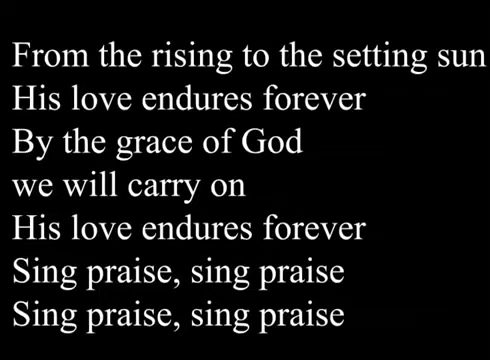 From the rising to the setting sun
His love endures forever
By the grace of God
we will carry on
His love endures forever
Sing praise, sing praise
Sing praise, sing praise